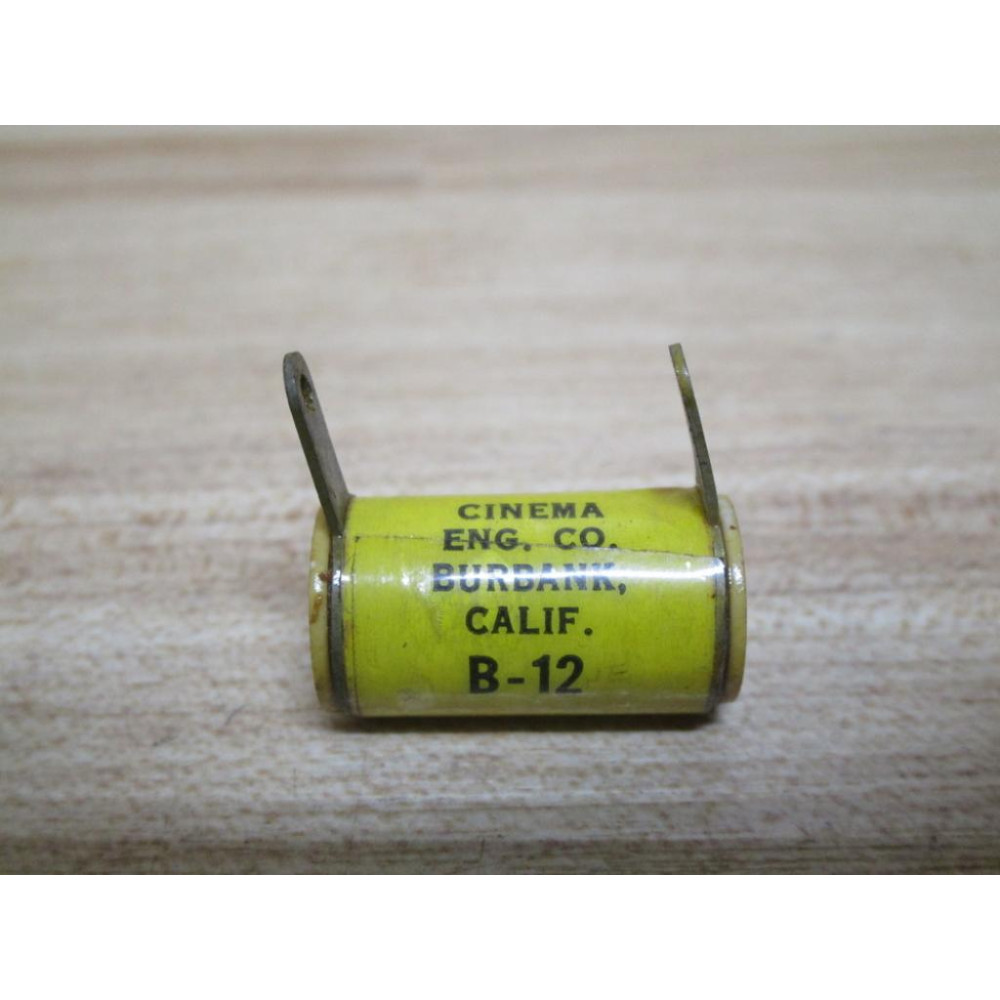 CINEMA
ENG. CO.
BURBANK,
CALIF.
B-12